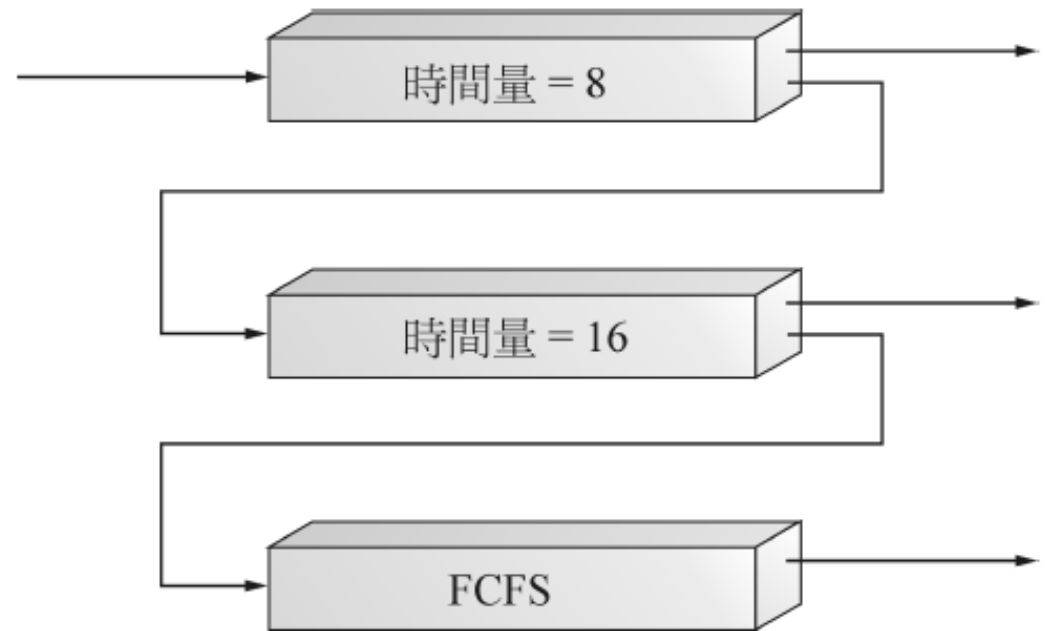 時間量 = 8
時間量 = 16
FCFS